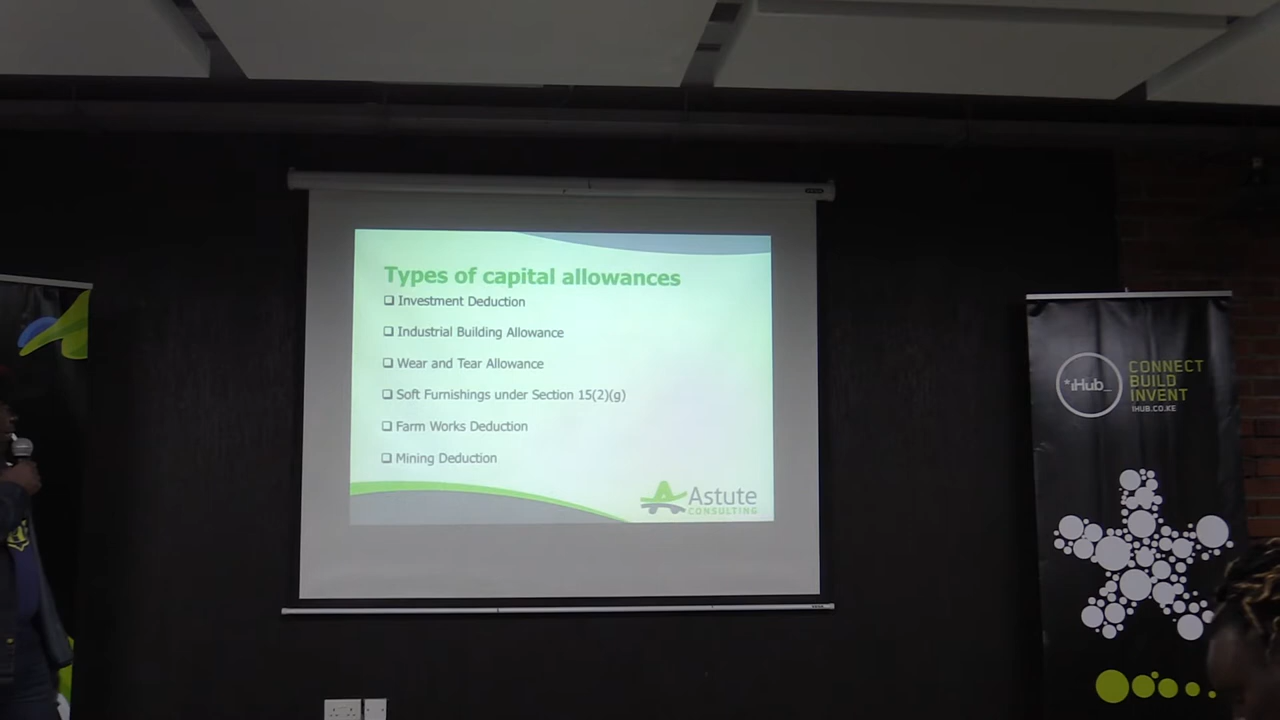 Types of capital allowances
❑ Investment Deduction
❑ Industrial Building Allowance
❑ Wear and Tear Allowance
❑ Soft Furnishings under Section 15(2)(g)
❑ Farm Works Deduction
❑ Mining Deduction
Astute
CONSULTING
*iHub_
CONNECT
BUILD
INVENT
IHUB.CO.KE